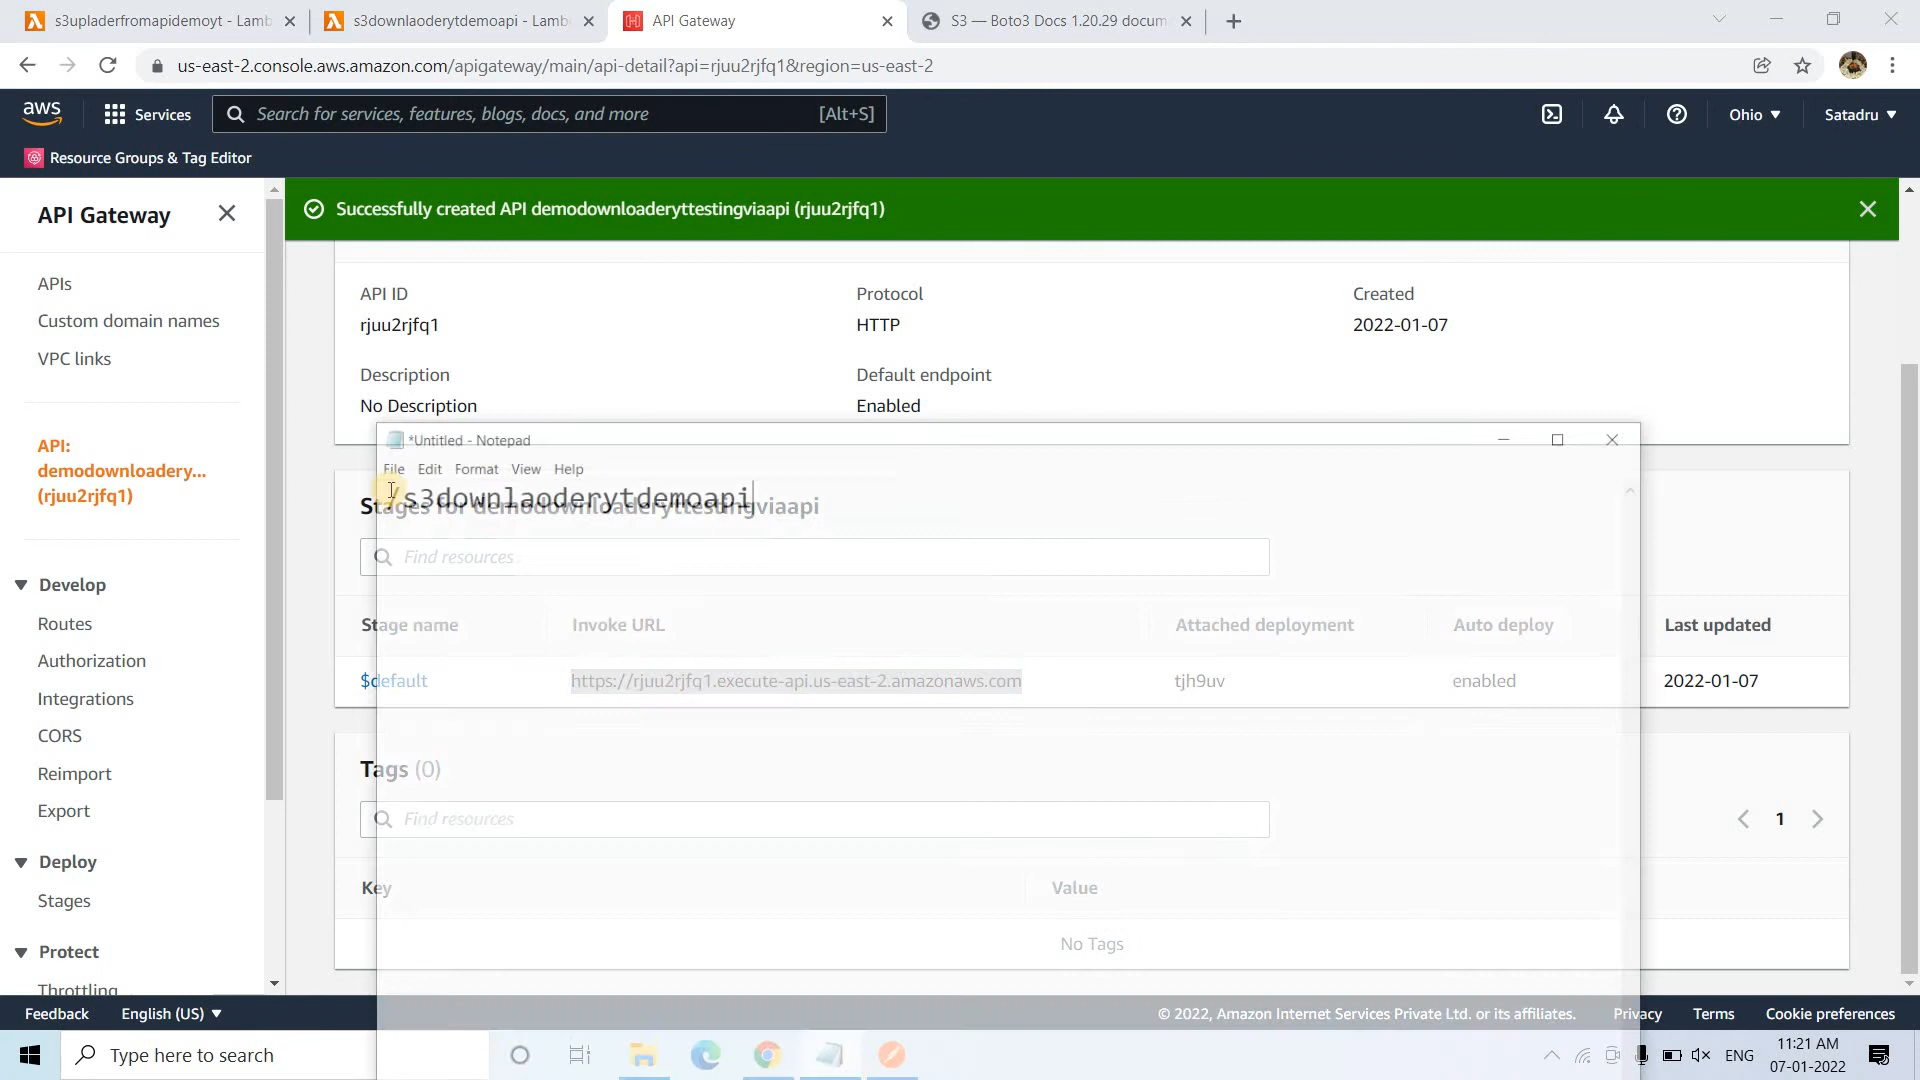 s3upladerfromapidemoyt - Lamb
s3downlaoderytdemoapi - Lamb
API Gateway
S3 — Boto3 Docs 1.20.29 docum
us-east-2.console.aws.amazon.com/apigateway/main/api-detail?api=rjuu2rjfq1&region=us-east-2
aws
Services
Search for services, features, blogs, docs, and more
[Alt+S]
Ohio
Satadru
Resource Groups & Tag Editor
API Gateway
APIs
Custom domain names
VPC links
API:
demodownloadery...
(rjuu2rjfq1)
Develop
Routes
Authorization
Integrations
CORS
Reimport
Export
Deploy
Stages
Protect
Throttling
Successfully created API demodownloaderyttestingviaapi (rjuu2rjfq1)
API ID
rjuu2rjfq1
Protocol
HTTP
Created
2022-01-07
Description
No Description
Default endpoint
Enabled
*Untitled - Notepad
File Edit Format View Help
/s3downlaoderytdemoapi
Stages for demodownloaderyttestingviaapi
Find resources
Stage name
Invoke URL
Attached deployment
Auto deploy
Last updated
$default
https://rjuu2rjfq1.execute-api.us-east-2.amazonaws.com
tjh9uv
enabled
2022-01-07
Tags (0)
Find resources
1
Key
Value
No Tags
Feedback
English (US)
© 2022, Amazon Internet Services Private Ltd. or its affiliates.
Privacy
Terms
Cookie preferences
Type here to search
ENG
11:21 AM
07-01-2022